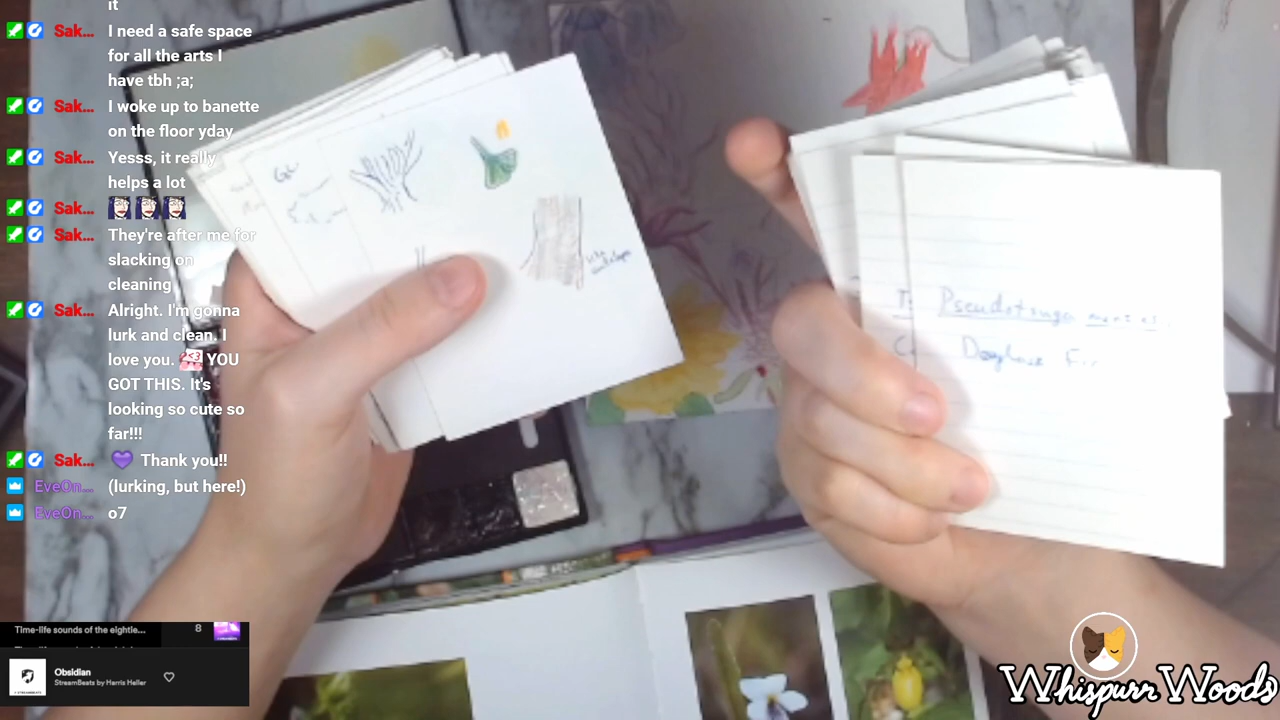 it
Sak... I need a safe space
for all the arts I
have tbh ;a;
Sak... I woke up to banette
on the floor yday
Sak... Yesss, it really
helps a lot
Sak...
Sak... They're after me for
slacking on
cleaning
Sak... Alright. I'm gonna
lurk and clean. I
love you. YOU
GOT THIS. It's
looking so cute so
far!!!
Sak... Thank you!!
EveOn... (lurking, but here!)
EveOn... o7
Time-life sounds of the eightie...
8
Obsidian
StreamBeats by Harris Heller
Pseudotsuga
Whispurr Woods